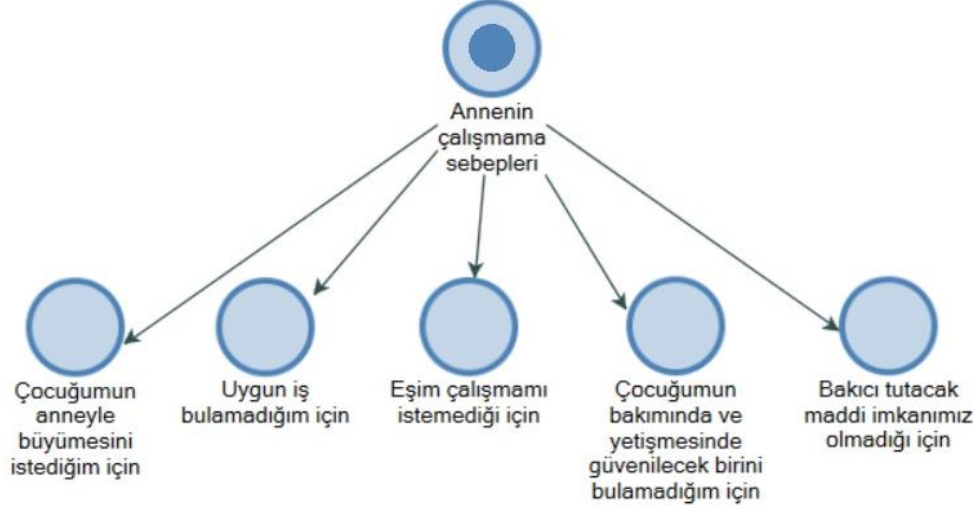 Annenin
çalışmama
sebepleri
Çocuğumun
anneyle
büyümesini
istediğim için
Uygun iş
bulamadığım için
Eşim çalışmamı
istemediği için
Çocuğumun
bakımında ve
yetişmesinde
güvenilecek birini
bulamadığım için
Bakıcı tutacak
maddi imkanımız
olmadığı için